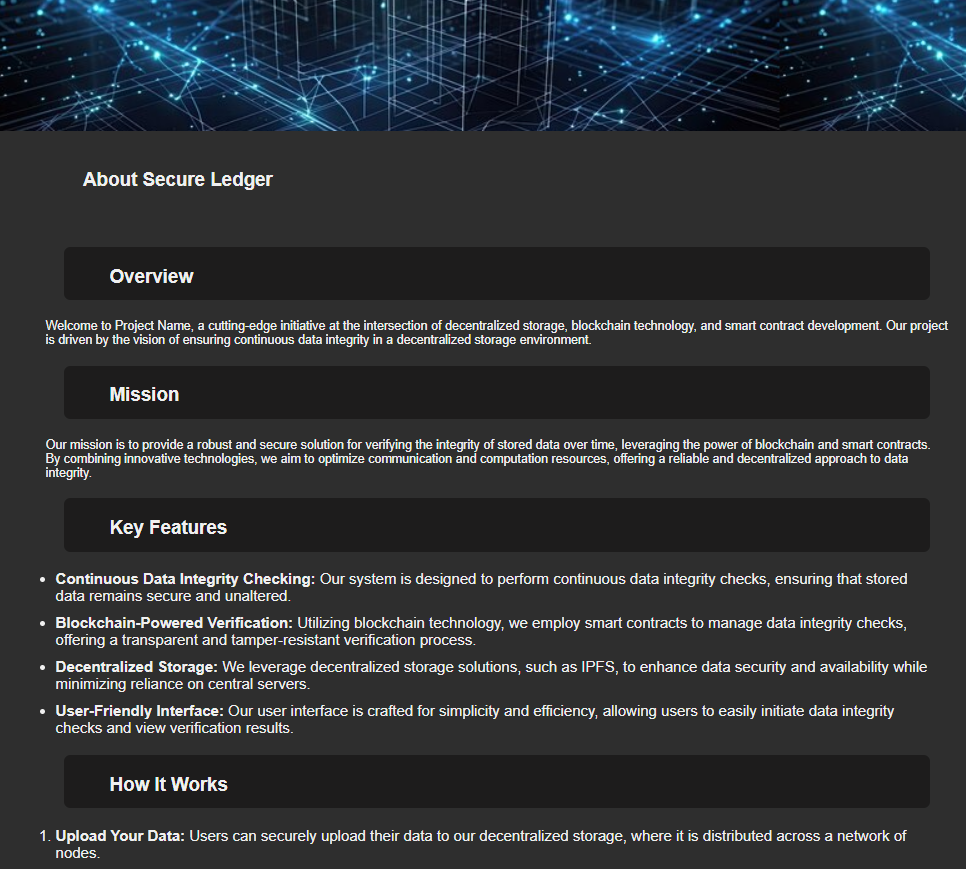 About Secure Ledger
Overview
Welcome to Project Name, a cutting-edge initiative at the intersection of decentralized storage, blockchain technology, and smart contract development. Our project
is driven by the vision of ensuring continuous data integrity in a decentralized storage environment.
Mission
Our mission is to provide a robust and secure solution for verifying the integrity of stored data over time, leveraging the power of blockchain and smart contracts.
By combining innovative technologies, we aim to optimize communication and computation resources, offering a reliable and decentralized approach to data
integrity.
Key Features
• Continuous Data Integrity Checking: Our system is designed to perform continuous data integrity checks, ensuring that stored
data remains secure and unaltered.
• Blockchain-Powered Verification: Utilizing blockchain technology, we employ smart contracts to manage data integrity checks,
offering a transparent and tamper-resistant verification process.
• Decentralized Storage: We leverage decentralized storage solutions, such as IPFS, to enhance data security and availability while
minimizing reliance on central servers.
• User-Friendly Interface: Our user interface is crafted for simplicity and efficiency, allowing users to easily initiate data integrity
checks and view verification results.
How It Works
1. Upload Your Data: Users can securely upload their data to our decentralized storage, where it is distributed across a network of
nodes.